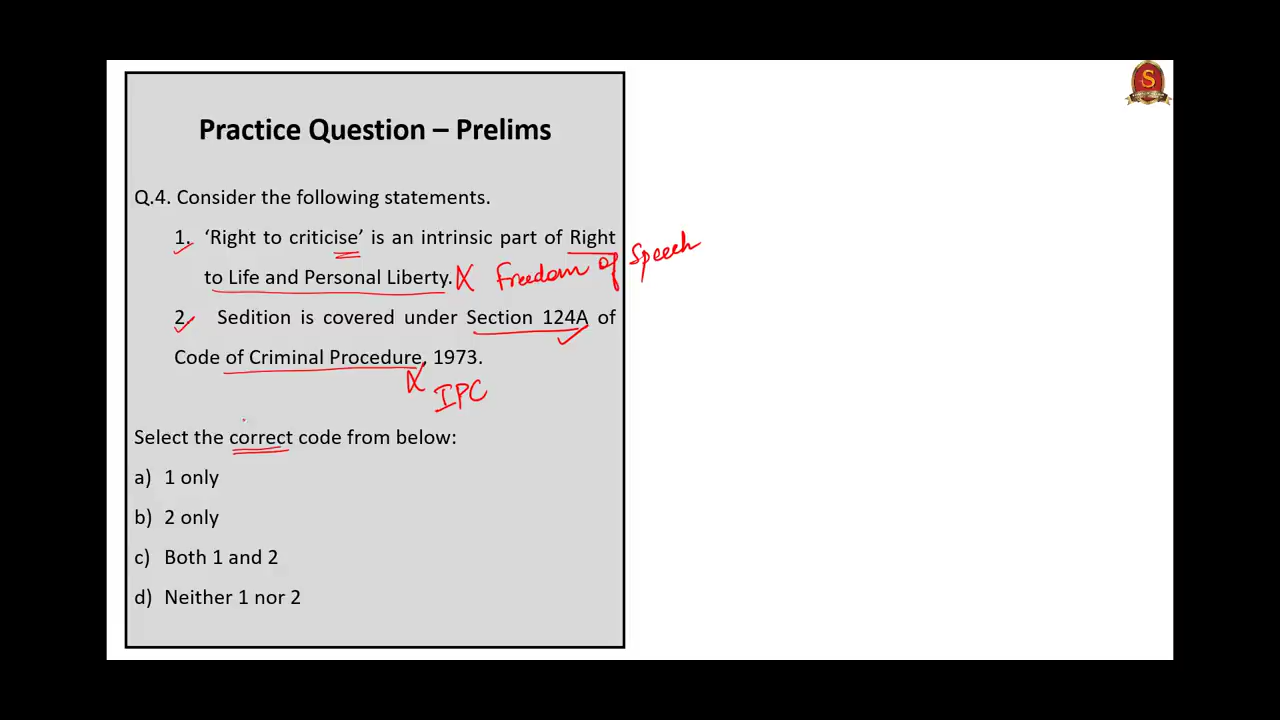 Practice Question – Prelims
Q.4. Consider the following statements.
1. ‘Right to criticise’ is an intrinsic part of Right
to Life and Personal Liberty. Freedom of Speech
2. Sedition is covered under Section 124A of
Code of Criminal Procedure, 1973.
IPC
Select the correct code from below:
a) 1 only
b) 2 only
c) Both 1 and 2
d) Neither 1 nor 2
S